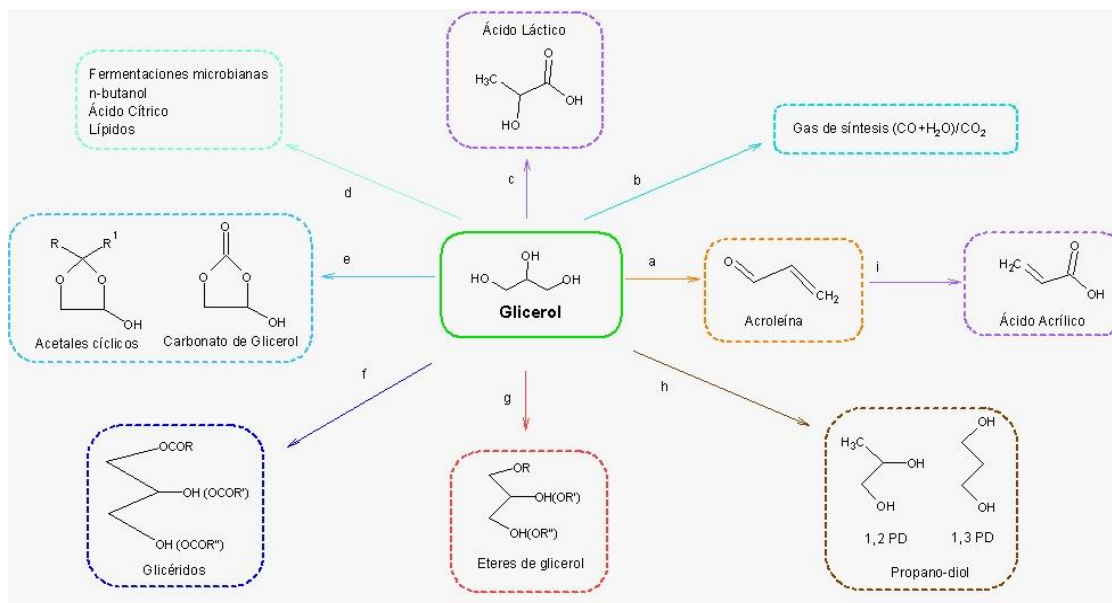 Ácido Láctico
O
H₃C
OH
HO
Fermentaciones microbianas
n-butanol
Ácido Cítrico
Lípidos
Gas de síntesis (CO+H₂O)/CO₂
d
c
b
R R¹
O O
OH
Acetales cíclicos
O
O O
OH
Carbonato de Glicerol
e
OH
HO OH
Glicerol
a
O
CH₂
Acroleína
i
H₂C O
OH
Ácido Acrílico
f
g
h
OCOR
OH (OCOR')
OH (OCOR'')
Glicéridos
OR
OH(OR')
OH(OR'')
Eteres de glicerol
H₃C
OH
OH
1,2 PD
OH
OH
1,3 PD
Propano-diol